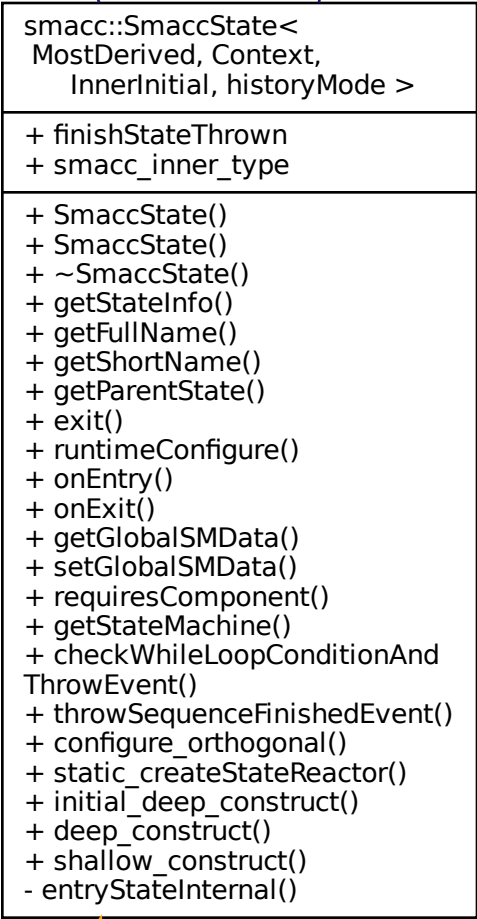 smacc::SmaccState<
MostDerived, Context,
InnerInitial, historyMode >
+ finishStateThrown
+ smacc_inner_type
+ SmaccState()
+ SmaccState()
+ ~SmaccState()
+ getStateInfo()
+ getFullName()
+ getShortName()
+ getParentState()
+ exit()
+ runtimeConfigure()
+ onEntry()
+ onExit()
+ getGlobalSMData()
+ setGlobalSMData()
+ requiresComponent()
+ getStateMachine()
+ checkWhileLoopConditionAnd
ThrowEvent()
+ throwSequenceFinishedEvent()
+ configure_orthogonal()
+ static_createStateReactor()
+ initial_deep_construct()
+ deep_construct()
+ shallow_construct()
- entryStateInternal()